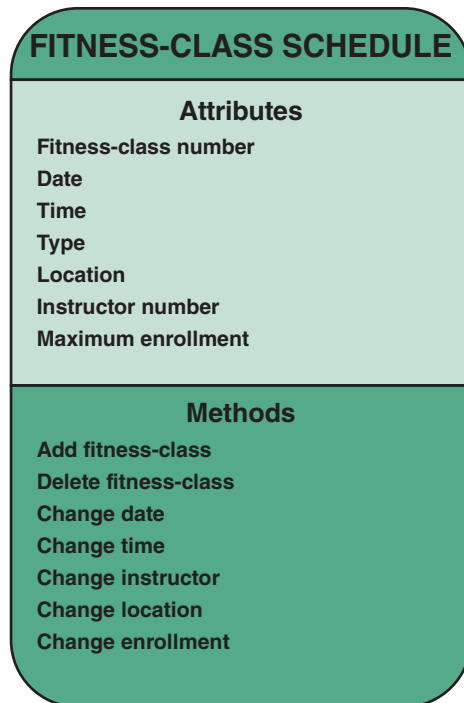 FITNESS-CLASS SCHEDULE
Attributes
Fitness-class number
Date
Time
Type
Location
Instructor number
Maximum enrollment
Methods
Add fitness-class
Delete fitness-class
Change date
Change time
Change instructor
Change location
Change enrollment